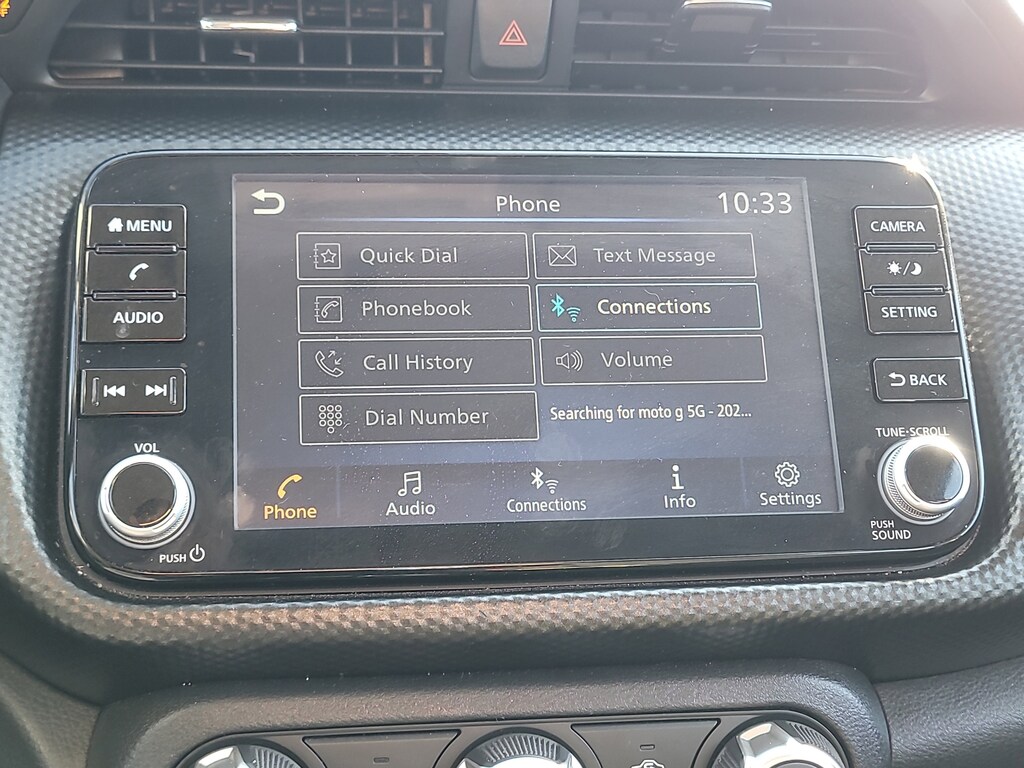 Phone
10:33
MENU
AUDIO
VOL
PUSH
Quick Dial
Text Message
Phonebook
Connections
Call History
Volume
Dial Number
Searching for moto g 5G - 202...
Phone
Audio
Connections
Info
Settings
CAMERA
SETTING
BACK
TUNE·SCROLL
PUSH
SOUND